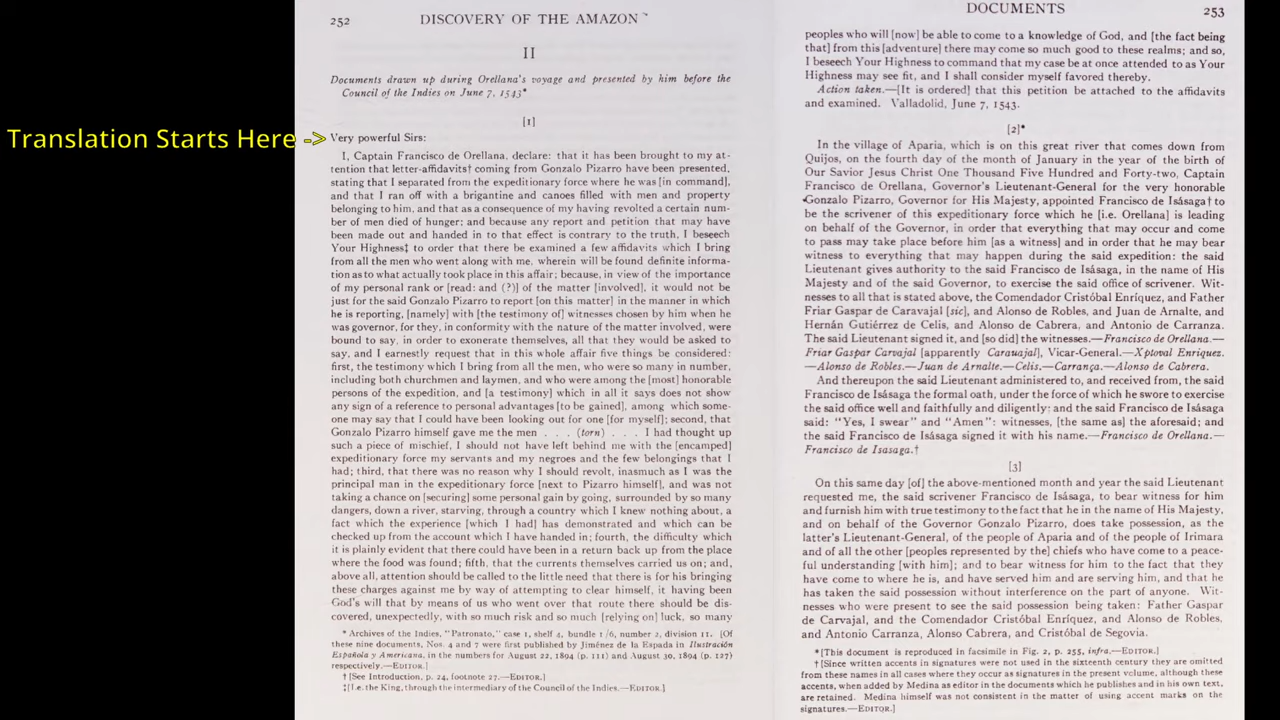 252 DISCOVERY OF THE AMAZON
II
Documents drawn up during Orellana's voyage and presented by him before the
Council of the Indies on June 7, 1543*
[1]
Translation Starts Here ->
Very powerful Sirs:
I, Captain Francisco de Orellana, declare: that it has been brought to my at-
tention that letter-affidavits† coming from Gonzalo Pizarro have been presented,
stating that I separated from the expeditionary force where he was [in command],
and that I ran off with a brigantine and canoes filled with men and property
belonging to him, and that as a consequence of my having revolted a certain num-
ber of men died of hunger: and because any report and petition that may have
been made out and handed in to that effect is contrary to the truth, I beseech
Your Highness‡ to order that there be examined a few affidavits which I bring
from all the men who went along with me, wherein will be found definite informa-
tion as to what actually took place in this affair; because, in view of the importance
of my personal rank or [read: and (?)] of the matter [involved], it would not be
just for the said Gonzalo Pizarro to report [on this matter] in the manner in which
he is reporting, [namely] with [the testimony of] witnesses chosen by him when he
was governor, for they, in conformity with the nature of the matter involved, were
bound to say, in order to exonerate themselves, all that they would be asked to
say, and I earnestly request that in this whole affair five things be considered:
first, the testimony which I bring from all the men, who were so many in number,
including both churchmen and laymen, and who were among the [most] honorable
persons of the expedition, and [a testimony] which in all it says does not show
any sign of a reference to personal advantages [to be gained], among which some-
one may say that I could have been looking out for one [for myself]; second, that
Gonzalo Pizarro himself gave me the men . . . (torn) . . . I had thought up
such a piece of mischief, I should not have left behind me with the [encamped]
expeditionary force my servants and my negroes and the few belongings that I
had; third, that there was no reason why I should revolt, inasmuch as I was the
principal man in the expeditionary force [next to Pizarro himself], and was not
taking a chance on [securing] some personal gain by going, surrounded by so many
dangers, down a river, starving, through a country which I knew nothing about, a
fact which the experience [which I had] has demonstrated and which can be
checked up from the account which I have handed in; fourth, the difficulty which
it is plainly evident that there could have been in a return back up from the place
where the food was found; fifth, that the currents themselves carried us on; and,
above all, attention should be called to the little need that there is for his bringing
these charges against me by way of attempting to clear himself, it having been
God's will that by means of us who went over that route there should be dis-
covered, unexpectedly, with so much risk and so much [relying on] luck, so many
* Archives of the Indies, "Patronato," case 1, shelf 4, bundle 1/6, number 2, division 11. [Of
these nine documents, Nos. 4 and 7 were first published by Jiménez de la Espada in Ilustración
Española y Americana, in the numbers for August 22, 1894 (p. 111) and August 30, 1894 (p. 127)
respectively.—EDITOR.]
† [See Introduction, p. 24, footnote 27.—EDITOR.]
‡ [I.e. the King, through the intermediary of the Council of the Indies.—EDITOR.]
DOCUMENTS 253
peoples who will [now] be able to come to a knowledge of God, and [the fact being
that] from this [adventure] there may come so much good to these realms; and so,
I beseech Your Highness to command that my case be at once attended to as Your
Highness may see fit, and I shall consider myself favored thereby.
Action taken.—[It is ordered] that this petition be attached to the affidavits
and examined. Valladolid, June 7, 1543.
[2]*
In the village of Aparia, which is on this great river that comes down from
Quijos, on the fourth day of the month of January in the year of the birth of
Our Savior Jesus Christ One Thousand Five Hundred and Forty-two, Captain
Francisco de Orellana, Governor's Lieutenant-General for the very honorable
Gonzalo Pizarro, Governor for His Majesty, appointed Francisco de Isásaga† to
be the scrivener of this expeditionary force which he [i.e. Orellana] is leading
on behalf of the Governor, in order that everything that may occur and come
to pass may take place before him [as a witness] and in order that he may bear
witness to everything that may happen during the said expedition: the said
Lieutenant gives authority to the said Francisco de Isásaga, in the name of His
Majesty and of the said Governor, to exercise the said office of scrivener. Wit-
nesses to all that is stated above, the Comendador Cristóbal Enríquez, and Father
Friar Gaspar de Caravajal [sic], and Alonso de Robles, and Juan de Arnalte, and
Hernán Gutiérrez de Celis, and Alonso de Cabrera, and Antonio de Carranza.
The said Lieutenant signed it, and [so did] the witnesses.—Francisco de Orellana.—
Friar Gaspar Carvajal [apparently Carauajal], Vicar-General.—Xptoval Enriquez.
—Alonso de Robles.—Juan de Arnalte.—Celis.—Carrança.—Alonso de Cabrera.
And thereupon the said Lieutenant administered to, and received from, the said
Francisco de Isásaga the formal oath, under the force of which he swore to exercise
the said office well and faithfully and diligently: and the said Francisco de Isásaga
said: "Yes, I swear" and "Amen": witnesses, [the same as] the aforesaid; and
the said Francisco de Isásaga signed it with his name.—Francisco de Orellana.—
Francisco de Isasaga.†
[3]
On this same day [of] the above-mentioned month and year the said Lieutenant
requested me, the said scrivener Francisco de Isásaga, to bear witness for him
and furnish him with true testimony to the fact that he in the name of His Majesty,
and on behalf of the Governor Gonzalo Pizarro, does take possession, as the
latter's Lieutenant-General, of the people of Aparia and of the people of Irimara
and of all the other [peoples represented by the] chiefs who have come to a peace-
ful understanding [with him]; and to bear witness for him to the fact that they
have come to where he is, and have served him and are serving him, and that he
has taken the said possession without interference on the part of anyone. Wit-
nesses who were present to see the said possession being taken: Father Gaspar
de Carvajal, and the Comendador Cristóbal Enríquez, and Alonso de Robles,
and Antonio Carranza, Alonso Cabrera, and Cristóbal de Segovia.
* [This document is reproduced in facsimile in Fig. 2, p. 255, infra.—EDITOR.]
† [Since written accents in signatures were not used in the sixteenth century they are omitted
from these names in all cases where they occur as signatures in the present volume, although these
accents, when added by Medina as editor in the documents which he publishes and in his own text,
are retained. Medina himself was not consistent in the matter of using accent marks on the
signatures.—EDITOR.]